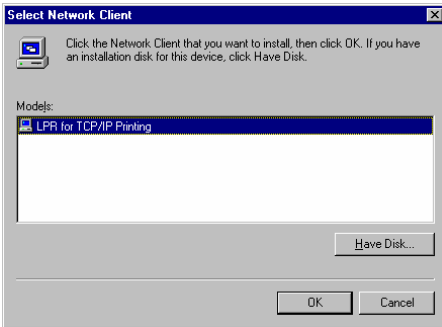 Select Network Client
Click the Network Client that you want to install, then click OK. If you have
an installation disk for this device, click Have Disk.
Models:
LPR for TCP/IP Printing
Have Disk...
OK
Cancel